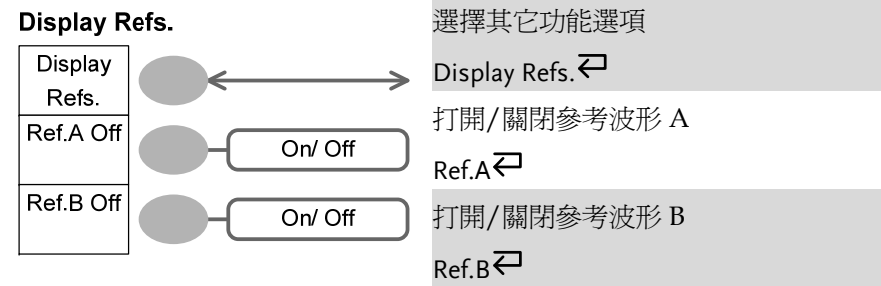 Display Refs.
Display
Refs.
Ref.A Off
On/ Off
Ref.B Off
On/ Off
選擇其它功能選項
Display Refs.
打開/關閉參考波形 A
Ref.A
打開/關閉參考波形 B
Ref.B